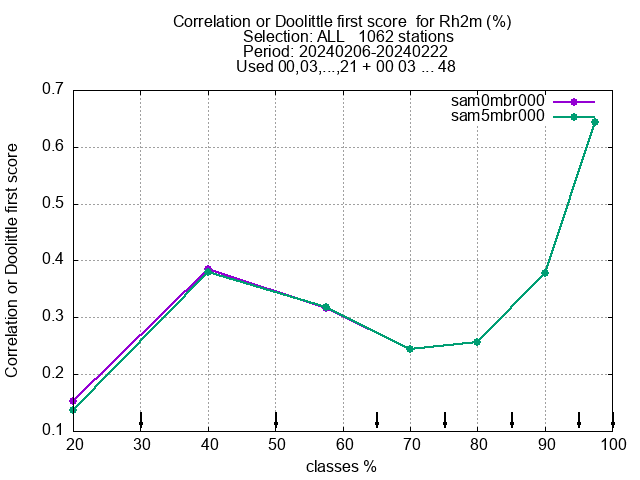 Correlation or Doolittle first score  for Rh2m (%)
Selection: ALL   1062 stations
Period: 20240206-20240222
Used 00,03,...,21 + 00 03 ... 48
sam0mbr000
sam5mbr000
Correlation or Doolittle first score
0.7
0.6
0.5
0.4
0.3
0.2
0.1
20 30 40 50 60 70 80 90 100
classes %